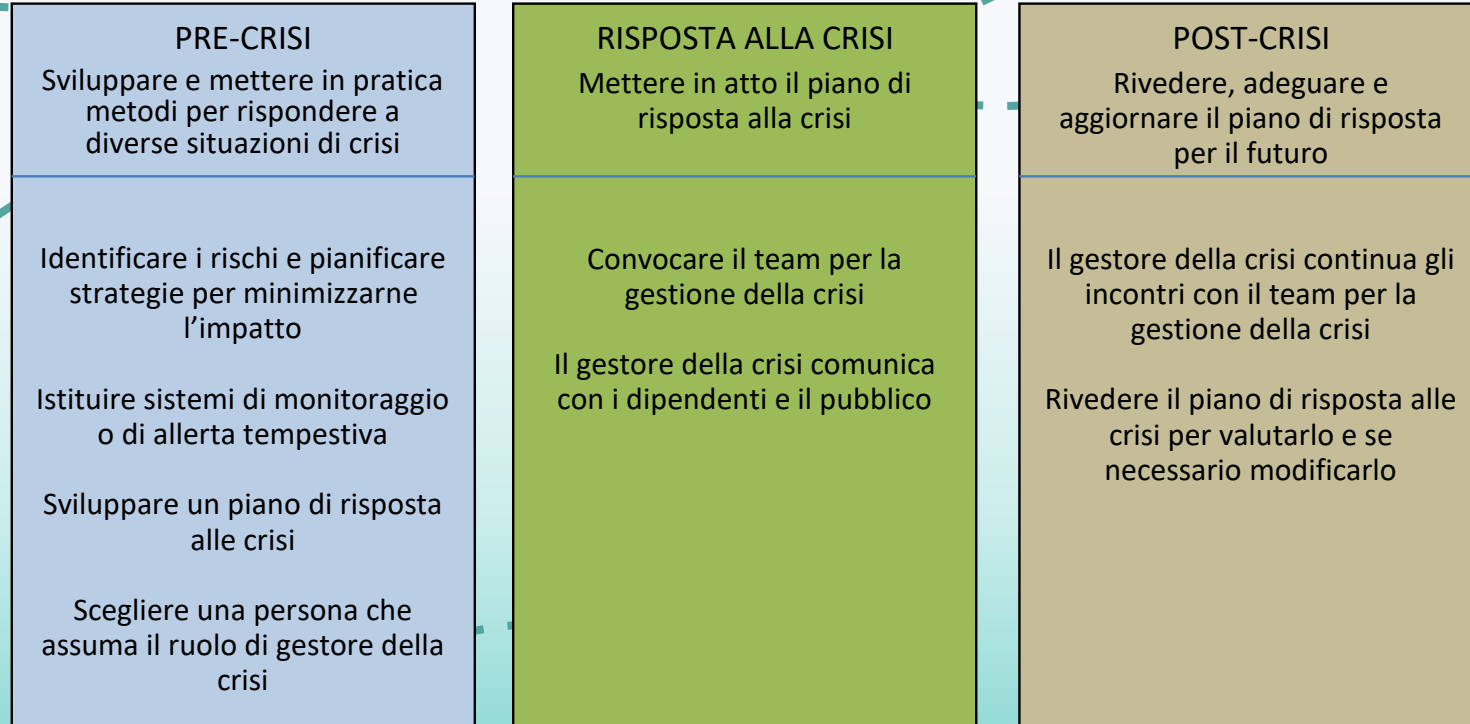 PRE-CRISI
Sviluppare e mettere in pratica
metodi per rispondere a
diverse situazioni di crisi
Identificare i rischi e pianificare
strategie per minimizzarne
l’impatto
Istituire sistemi di monitoraggio
o di allerta tempestiva
Sviluppare un piano di risposta
alle crisi
Scegliere una persona che
assuma il ruolo di gestore della
crisi
RISPOSTA ALLA CRISI
Mettere in atto il piano di
risposta alla crisi
Convocare il team per la
gestione della crisi
Il gestore della crisi comunica
con i dipendenti e il pubblico
POST-CRISI
Rivedere, adeguare e
aggiornare il piano di risposta
per il futuro
Il gestore della crisi continua gli
incontri con il team per la
gestione della crisi
Rivedere il piano di risposta alle
crisi per valutarlo e se
necessario modificarlo